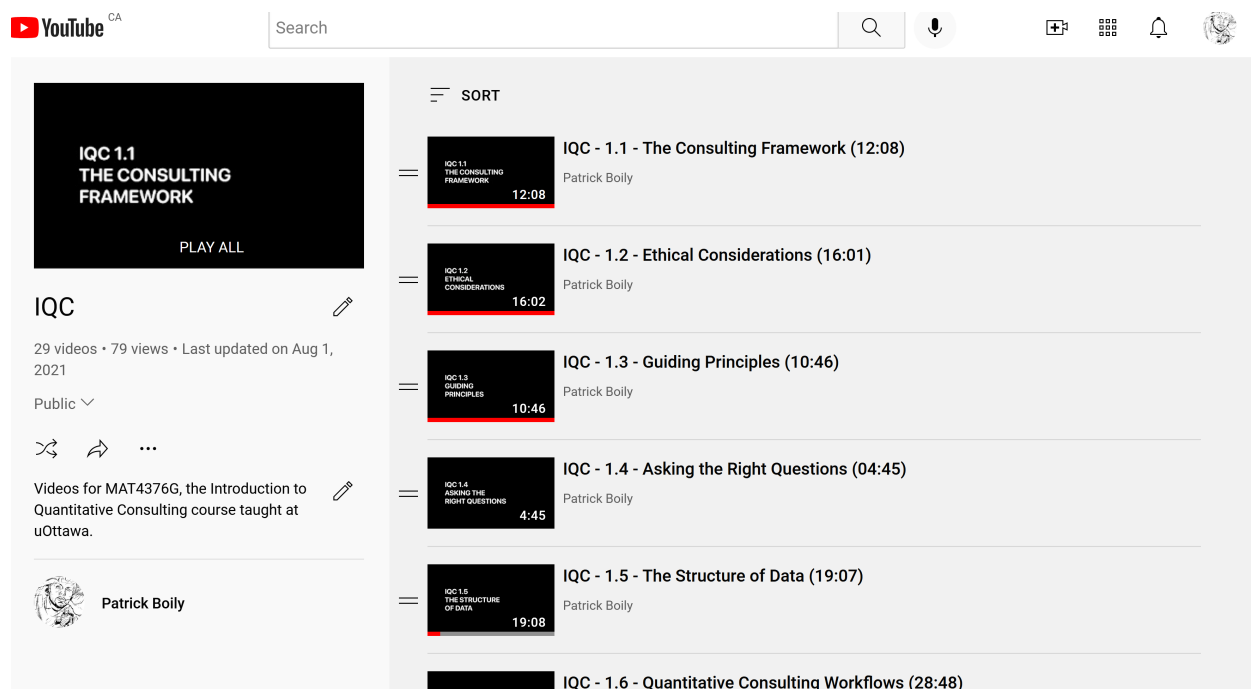 YouTube CA
Search
IQC 1.1
THE CONSULTING
FRAMEWORK
PLAY ALL
IQC
29 videos • 79 views • Last updated on Aug 1,
2021
Public
Videos for MAT4376G, the Introduction to
Quantitative Consulting course taught at
uOttawa.
Patrick Boily
SORT
IQC 1.1
THE CONSULTING
FRAMEWORK
12:08
IQC - 1.1 - The Consulting Framework (12:08)
Patrick Boily
IQC 1.2
ETHICAL
CONSIDERATIONS
16:02
IQC - 1.2 - Ethical Considerations (16:01)
Patrick Boily
IQC 1.3
GUIDING
PRINCIPLES
10:46
IQC - 1.3 - Guiding Principles (10:46)
Patrick Boily
IQC 1.4
ASKING THE
RIGHT QUESTIONS
4:45
IQC - 1.4 - Asking the Right Questions (04:45)
Patrick Boily
IQC 1.5
THE STRUCTURE
OF DATA
19:08
IQC - 1.5 - The Structure of Data (19:07)
Patrick Boily
IQC - 1.6 - Quantitative Consulting Workflows (28:48)